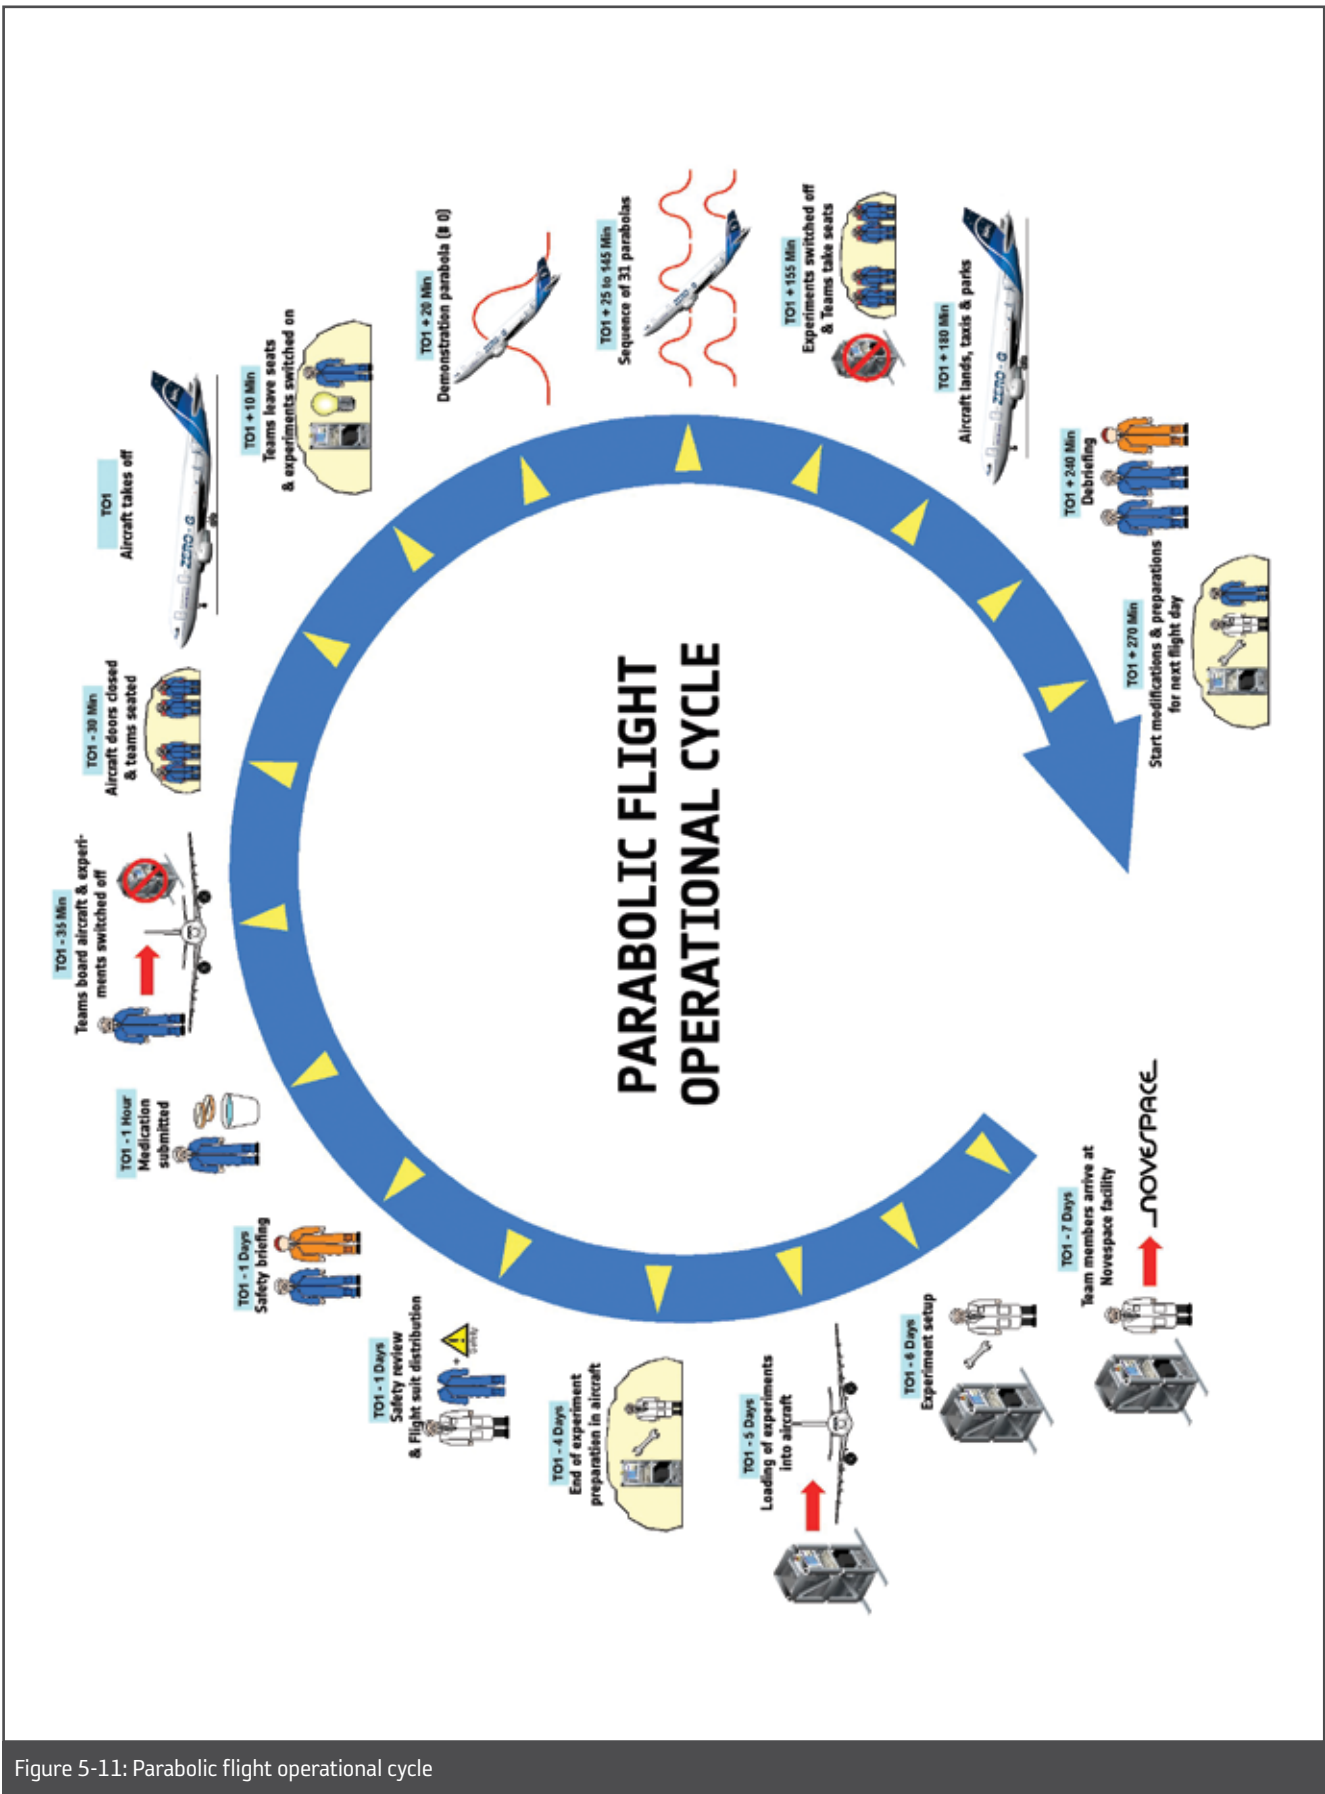 PARABOLIC FLIGHT
OPERATIONAL CYCLE
TO1 - 7 Days
Team members arrive at
Novespace facility
NOVESPACE
TO1 - 6 Days
Experiment setup
TO1 - 5 Days
Loading of experiments
into aircraft
TO1 - 4 Days
End of experiment
preparation in aircraft
TO1 - 1 Days
Safety review
& Flight suit distribution
+
TO1 - 1 Days
Safety briefing
TO1 - 1 Hour
Medication
submitted
TO1 - 35 Min
Teams board aircraft & experi-
ments switched off
TO1 - 30 Min
Aircraft doors closed
& teams seated
TO1
Aircraft takes off
ZERO-G
TO1 + 10 Min
Teams leave seats
& experiments switched on
TO1 + 20 Min
Demonstration parabola (# 0)
TO1 + 25 to 145 Min
Sequence of 31 parabolas
TO1 + 155 Min
Experiments switched off
& Teams take seats
TO1 + 180 Min
Aircraft lands, taxis & parks
ZERO-G
TO1 + 240 Min
Debriefing
TO1 + 270 Min
Start modifications & preparations
for next flight day
Figure 5-11: Parabolic flight operational cycle